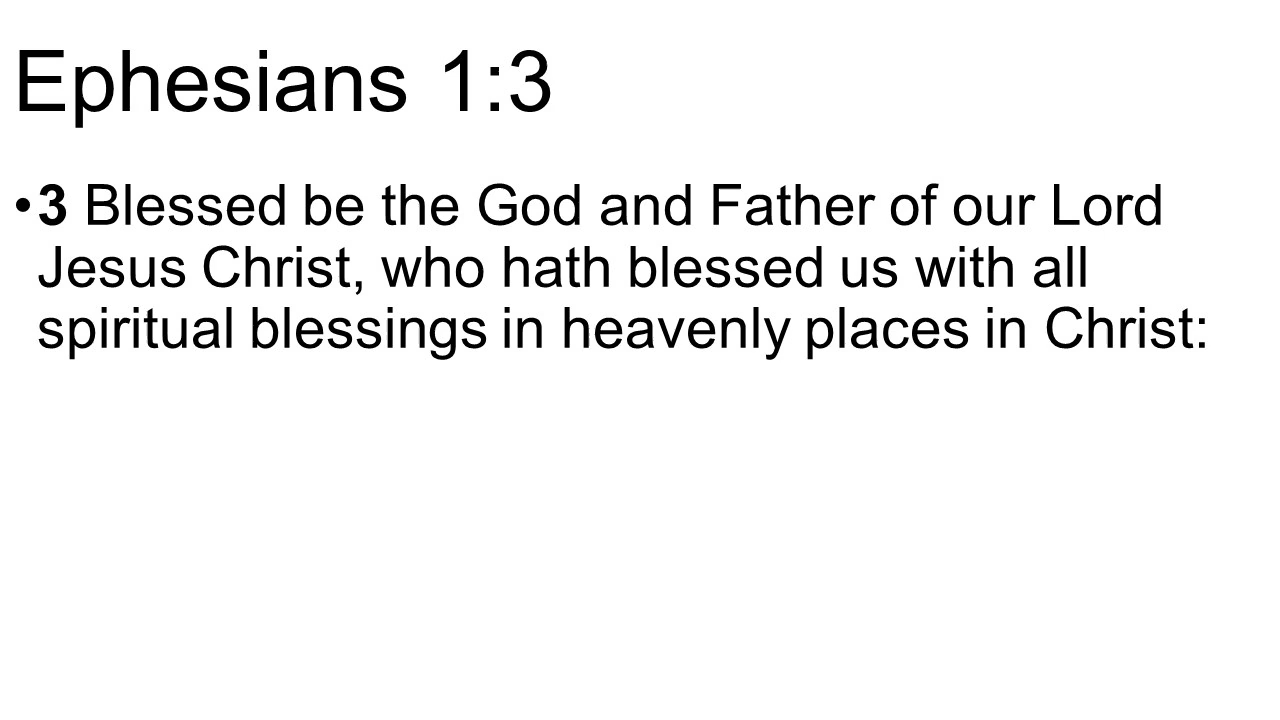 Ephesians 1:3
•3 Blessed be the God and Father of our Lord
Jesus Christ, who hath blessed us with all
spiritual blessings in heavenly places in Christ: